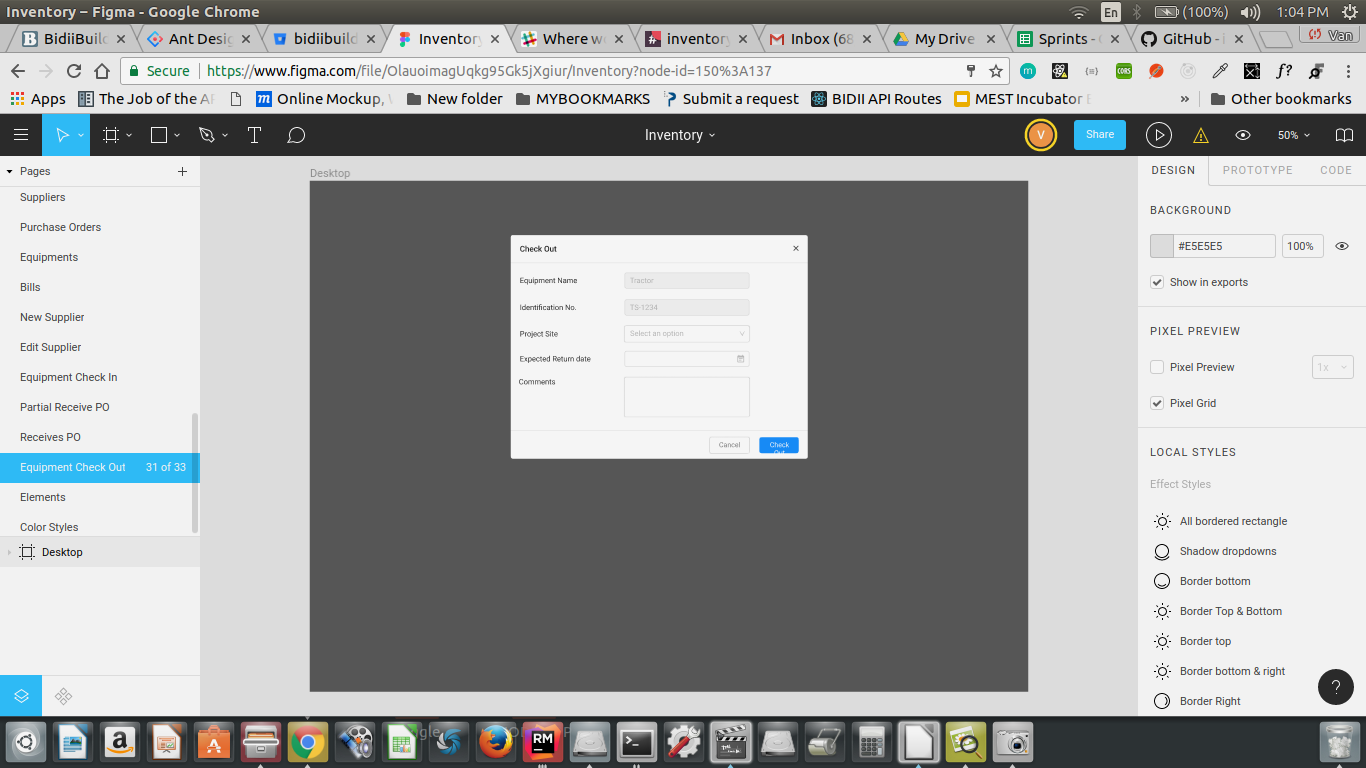 Inventory – Figma - Google Chrome
En
(100%)
1:04 PM
BidiiBuil
Ant Desi
bidiibuild
Inventor
Where w
inventor
Inbox (68
My Drive
Sprints -
GitHub -
Van
Secure
https://www.figma.com/file/OlauoimagUqkg95Gk5jXgiur/Inventory?node-id=150%3A137
Apps
The Job of the AP
Online Mockup,
New folder
MYBOOKMARKS
Submit a request
BIDII API Routes
MEST Incubator
»
Other bookmarks
Inventory
V
Share
50%
Pages
Suppliers
Purchase Orders
Equipments
Bills
New Supplier
Edit Supplier
Equipment Check In
Partial Receive PO
Receives PO
Equipment Check Out 31 of 33
Elements
Color Styles
Desktop
Desktop
Check Out
Equipment Name
Tractor
Identification No.
TS-1234
Project Site
Select an option
Expected Return date
Comments
Cancel
Check
Out
DESIGN
PROTOTYPE
CODE
BACKGROUND
#E5E5E5
100%
Show in exports
PIXEL PREVIEW
Pixel Preview
1x
Pixel Grid
LOCAL STYLES
Effect Styles
All bordered rectangle
Shadow dropdowns
Border bottom
Border Top & Bottom
Border top
Border bottom & right
Border Right
?
RM